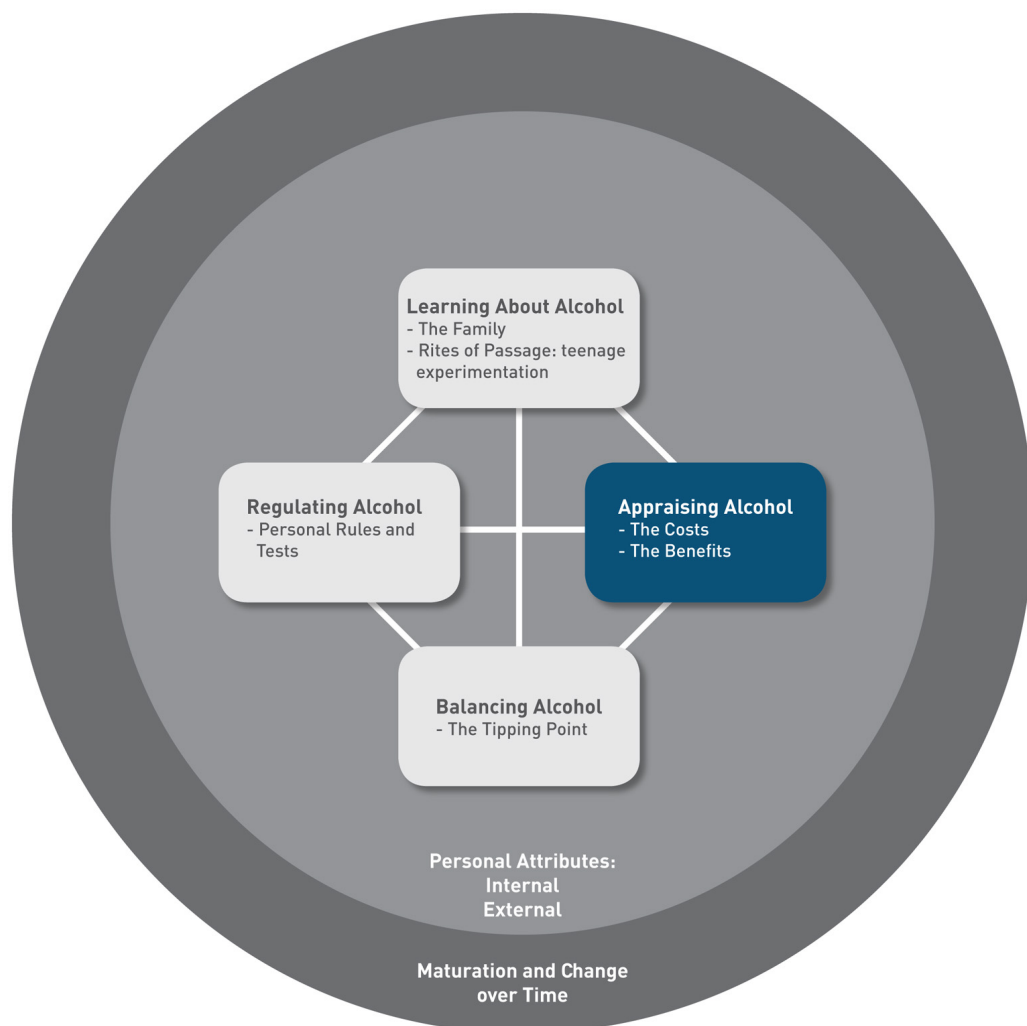 Learning About Alcohol
- The Family
- Rites of Passage: teenage
experimentation
Regulating Alcohol
- Personal Rules and
Tests
Appraising Alcohol
- The Costs
- The Benefits
Balancing Alcohol
- The Tipping Point
Personal Attributes:
Internal
External
Maturation and Change
over Time